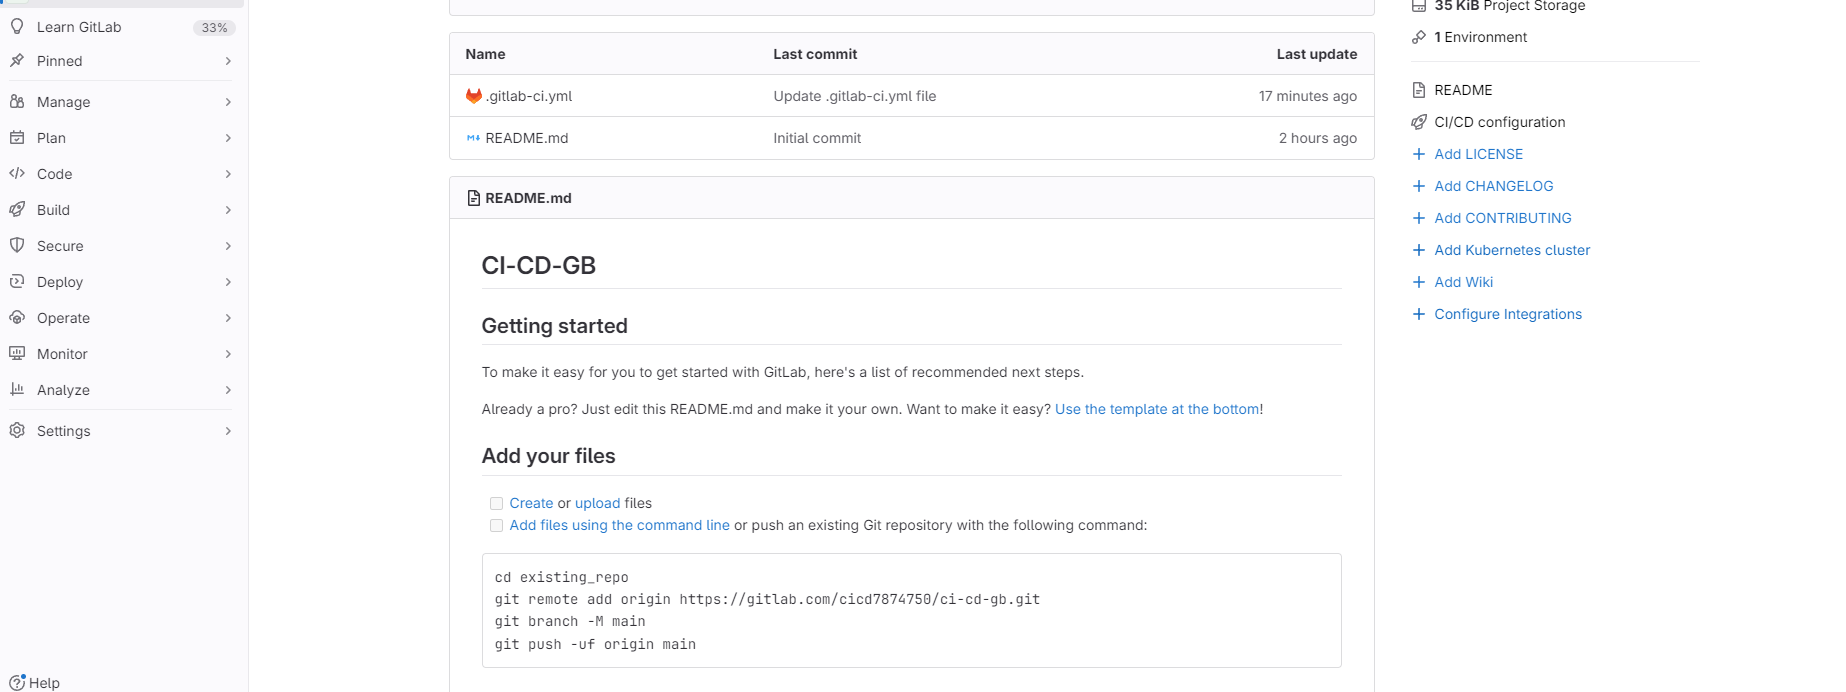 Learn GitLab 33%
Pinned
Manage
Plan
Code
Build
Secure
Deploy
Operate
Monitor
Analyze
Settings
Help
Name Last commit Last update
.gitlab-ci.yml Update .gitlab-ci.yml file 17 minutes ago
README.md Initial commit 2 hours ago
README.md
CI-CD-GB
Getting started
To make it easy for you to get started with GitLab, here's a list of recommended next steps.
Already a pro? Just edit this README.md and make it your own. Want to make it easy? Use the template at the bottom!
Add your files
Create or upload files
Add files using the command line or push an existing Git repository with the following command:
cd existing_repo
git remote add origin https://gitlab.com/cicd7874750/ci-cd-gb.git
git branch -M main
git push -uf origin main
35 KiB Project Storage
1 Environment
README
CI/CD configuration
Add LICENSE
Add CHANGELOG
Add CONTRIBUTING
Add Kubernetes cluster
Add Wiki
Configure Integrations